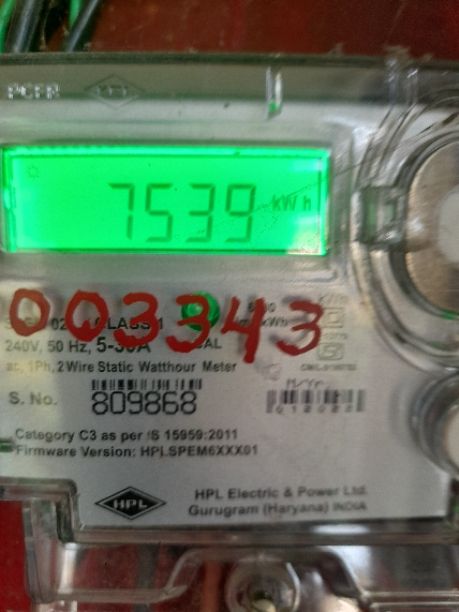 7539 kWh
003343
240V, 50 Hz, 5-30A
ac, 1Ph, 2Wire Static Watthour Meter
S. No. 809868
M/Yr.
Category C3 as per IS 15959:2011
Firmware Version: HPLSPEM6XXX01
HPL
HPL Electric & Power Ltd.
Gurugram (Haryana) INDIA